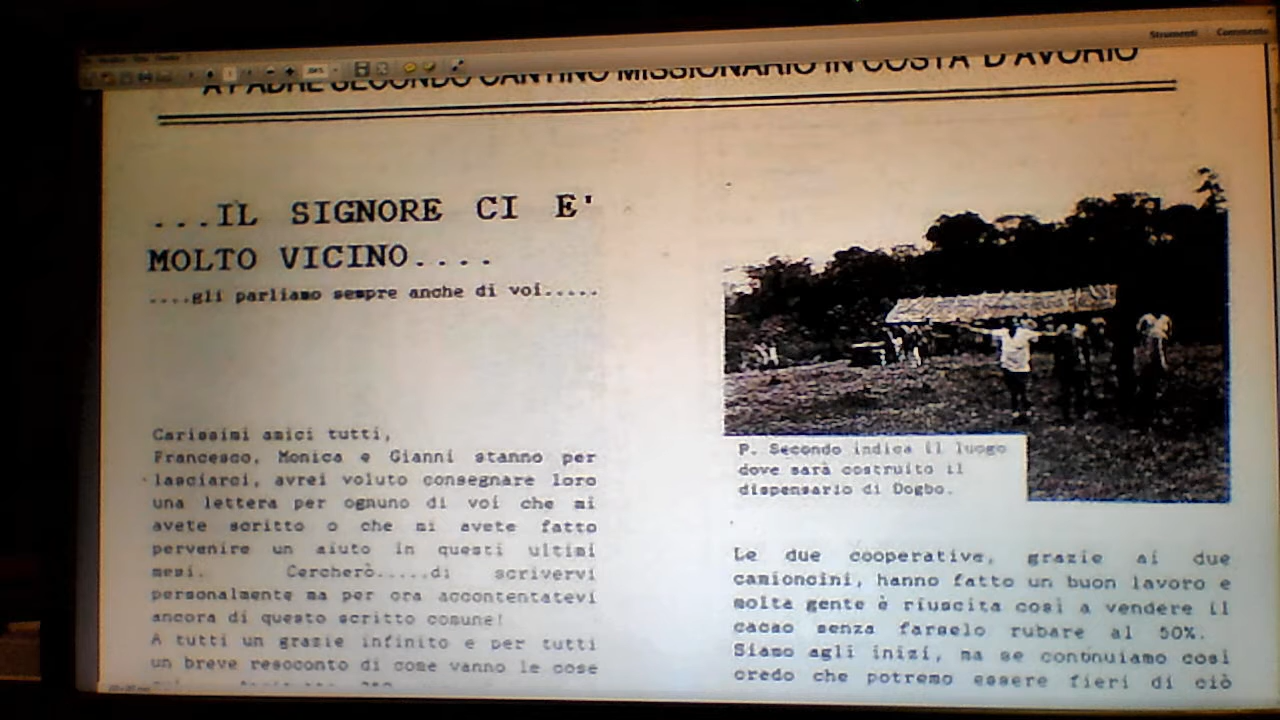 Strumenti Commento
A PADRE SECONDO CANTINO MISSIONARIO IN COSTA D'AVORIO
...IL SIGNORE CI E'
MOLTO VICINO....
....gli parliamo sempre anche di voi.....
Carissimi amici tutti,
Francesco, Monica e Gianni stanno per
lasciarci, avrei voluto consegnare loro
una lettera per ognuno di voi che mi
avete scritto o che mi avete fatto
pervenire un aiuto in questi ultimi
mesi. Cercherò.....di scrivervi
personalmente ma per ora accontentatevi
ancora di questo scritto comune!
A tutti un grazie infinito e per tutti
un breve resoconto di come vanno le cose
P. Secondo indica il luogo
dove sarà costruito il
dispensario di Dogbo.
Le due cooperative, grazie ai due
camioncini, hanno fatto un buon lavoro e
molta gente è riuscita così a vendere il
cacao senza farselo rubare al 50%.
Siamo agli inizi, ma se continuiamo così
credo che potremo essere fieri di ciò